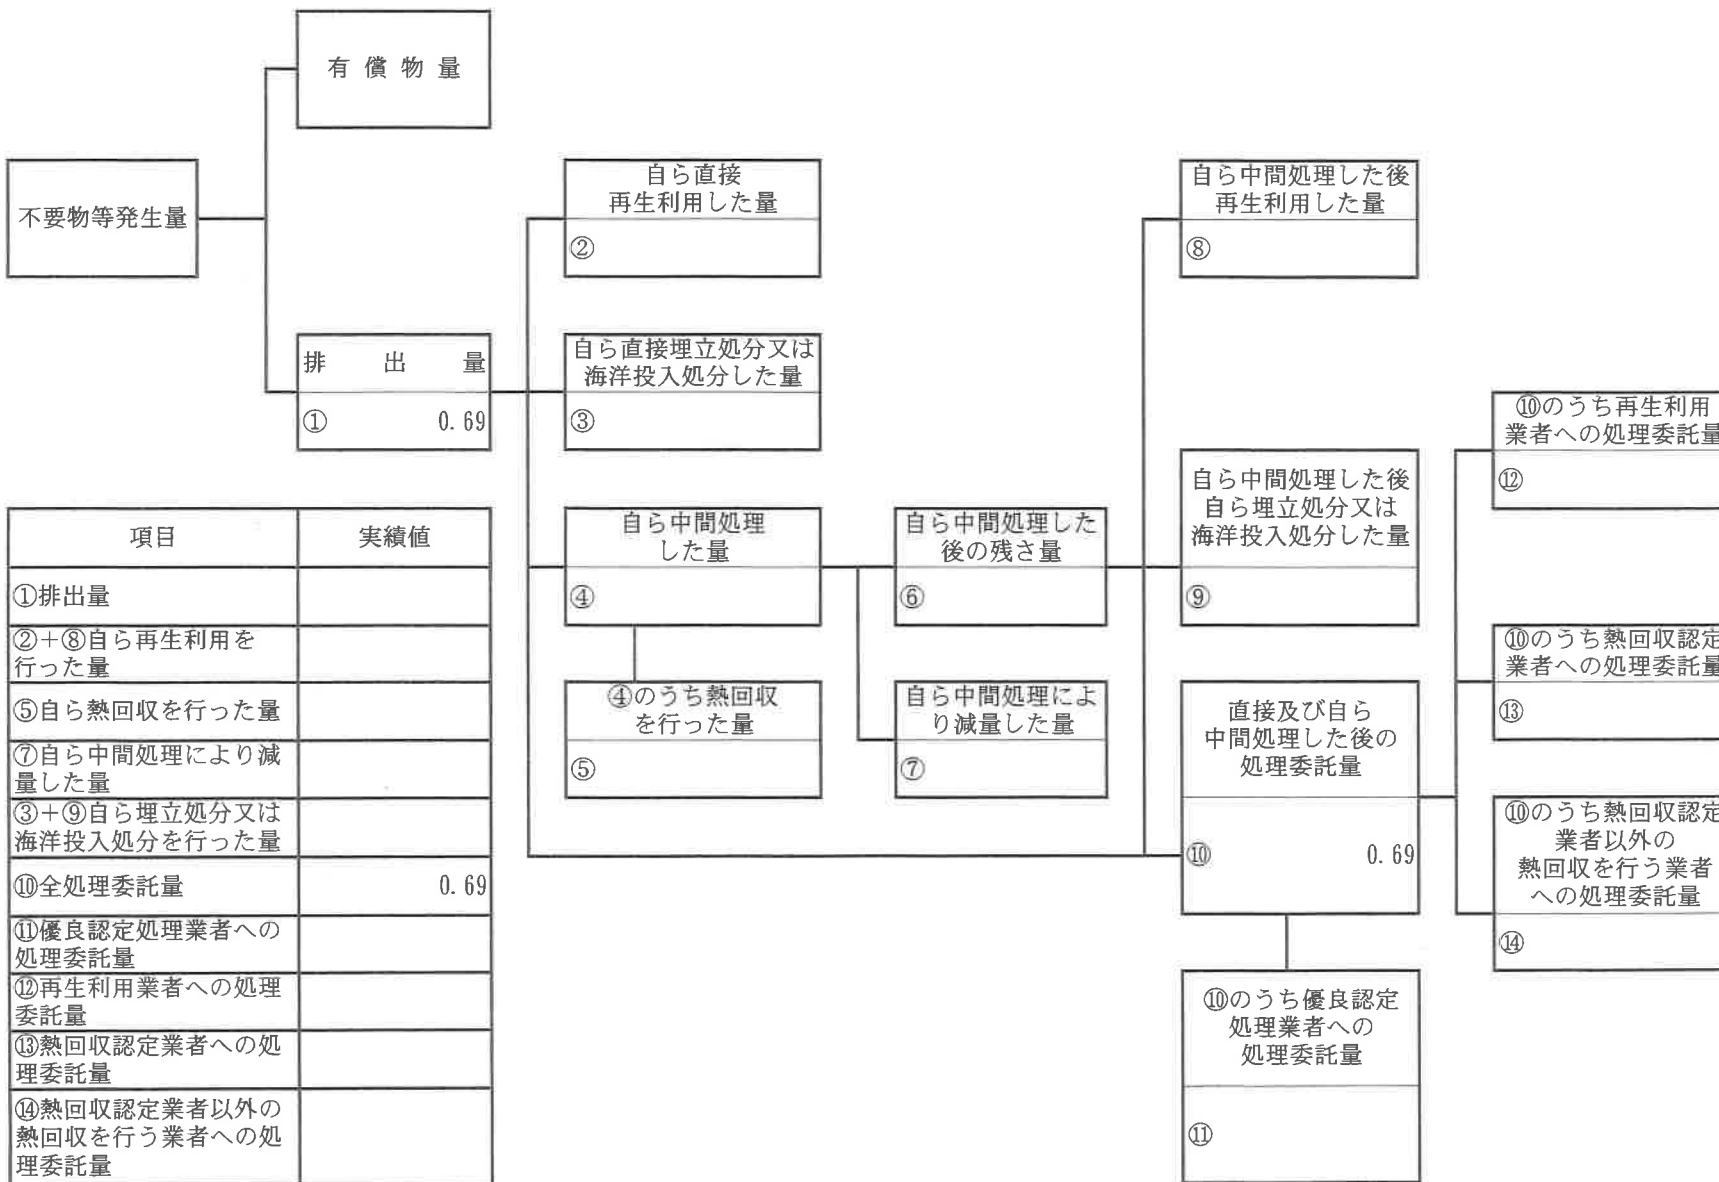 有償物量
不要物等発生量
排出量
① 0.69
自ら直接
再生利用した量
②
自ら直接埋立処分又は
海洋投入処分した量
③
自ら中間処理
した量
④
④のうち熱回収
を行った量
⑤
自ら中間処理した
後の残さ量
⑥
自ら中間処理によ
り減量した量
⑦
自ら中間処理した後
再生利用した量
⑧
自ら中間処理した後
自ら埋立処分又は
海洋投入処分した量
⑨
直接及び自ら
中間処理した後の
処理委託量
⑩ 0.69
⑩のうち優良認定
処理業者への
処理委託量
⑪
⑩のうち再生利用
業者への処理委託量
⑫
⑩のうち熱回収認定
業者への処理委託量
⑬
⑩のうち熱回収認定
業者以外の
熱回収を行う業者
への処理委託量
⑭
項目 実績値
①排出量
②+⑧自ら再生利用を
行った量
⑤自ら熱回収を行った量
⑦自ら中間処理により減
量した量
③+⑨自ら埋立処分又は
海洋投入処分を行った量
⑩全処理委託量 0.69
⑪優良認定処理業者への
処理委託量
⑫再生利用業者への処理
委託量
⑬熱回収認定業者への処
理委託量
⑭熱回収認定業者以外の
熱回収を行う業者への処
理委託量